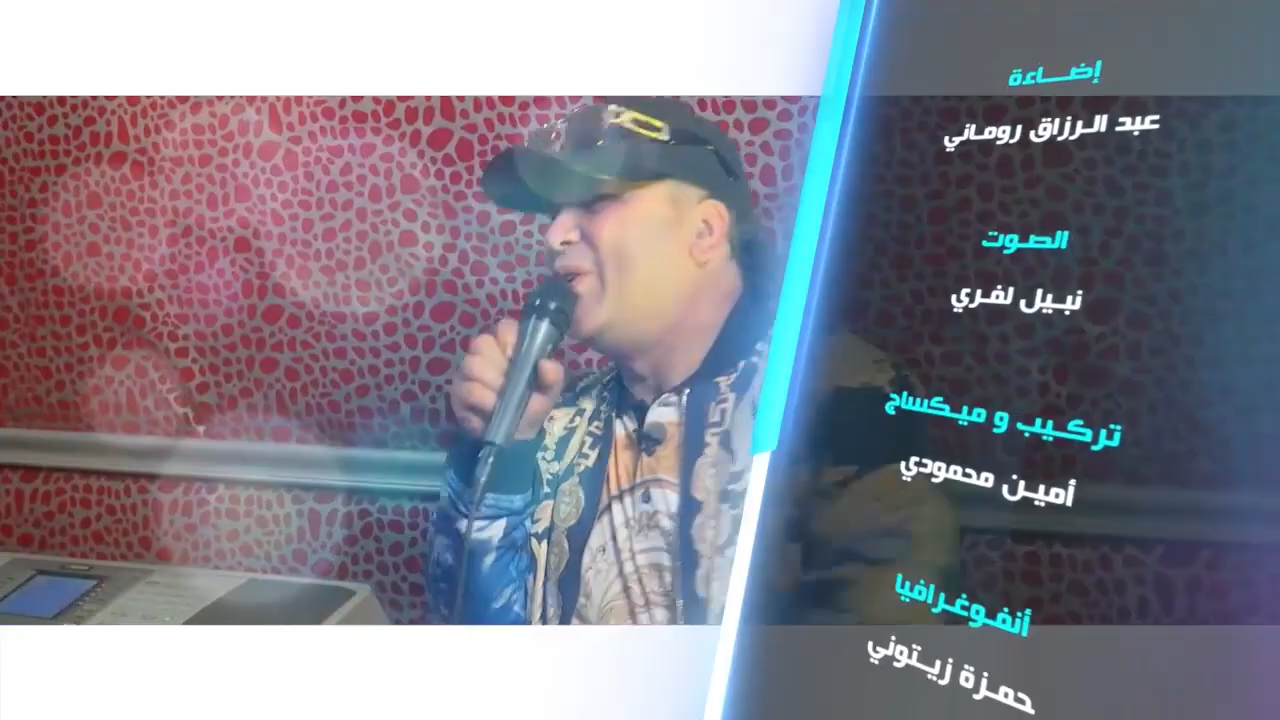 إضاءة
عبد الرزاق روماني
الصوت
نبيل لفري
تركيب و ميكساج
أمين محمودي
أنفوغرافيا
حمزة زيتوني